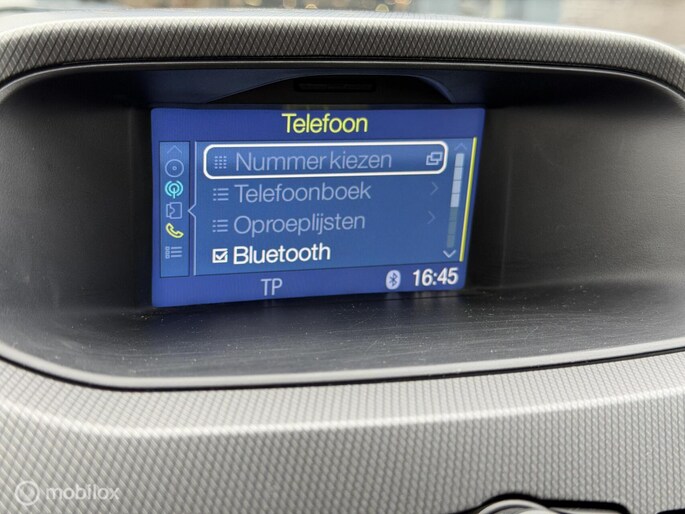 Telefoon
Nummer kiezen
Telefoonboek
Oproeplijsten
Bluetooth
TP 16:45
mobilox